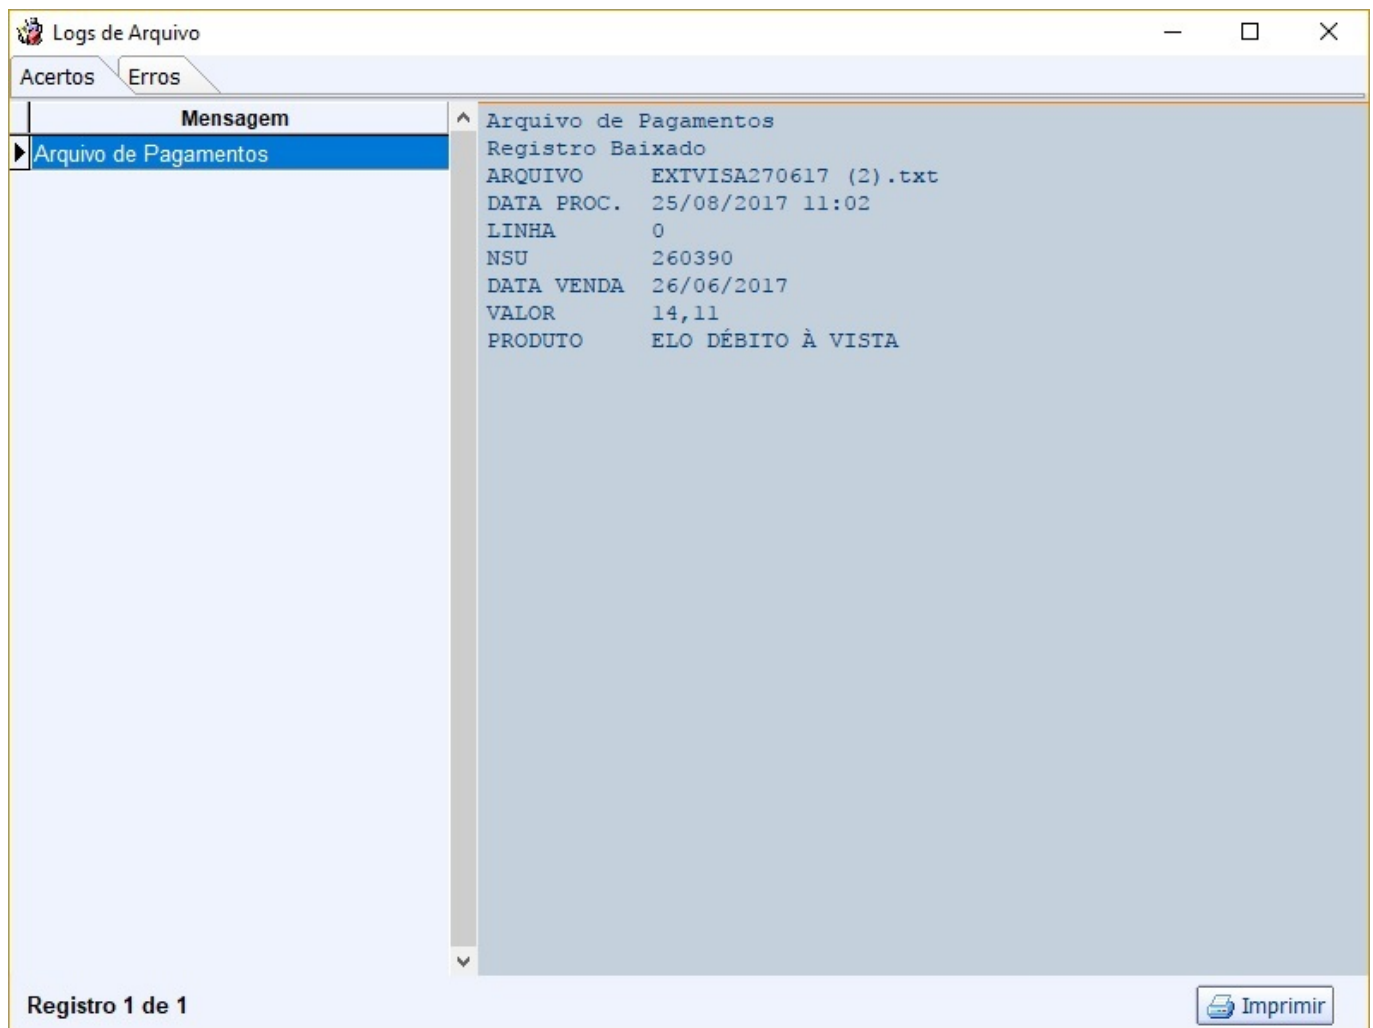 Logs de Arquivo
Acertos
Erros
Mensagem
Arquivo de Pagamentos
Arquivo de Pagamentos
Registro Baixado
ARQUIVO EXTVISA270617 (2).txt
DATA PROC. 25/08/2017 11:02
LINHA 0
NSU 260390
DATA VENDA 26/06/2017
VALOR 14,11
PRODUTO ELO DÉBITO À VISTA
Registro 1 de 1
Imprimir